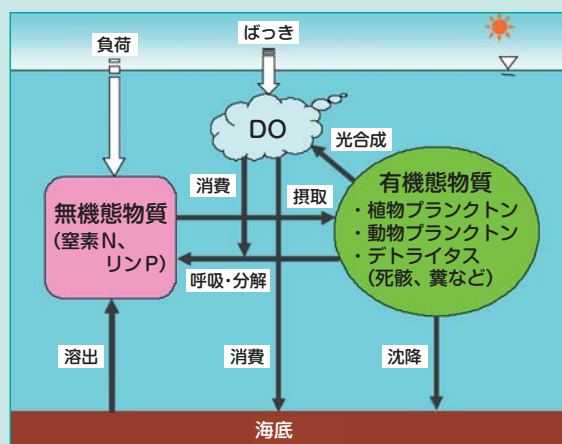 負荷
ばっき
DO
光合成
消費
摂取
無機態物質
(窒素N、
リンP)
有機態物質
・植物プランクトン
・動物プランクトン
・デトライタス
(死骸、糞など)
呼吸・分解
溶出
消費
沈降
海底